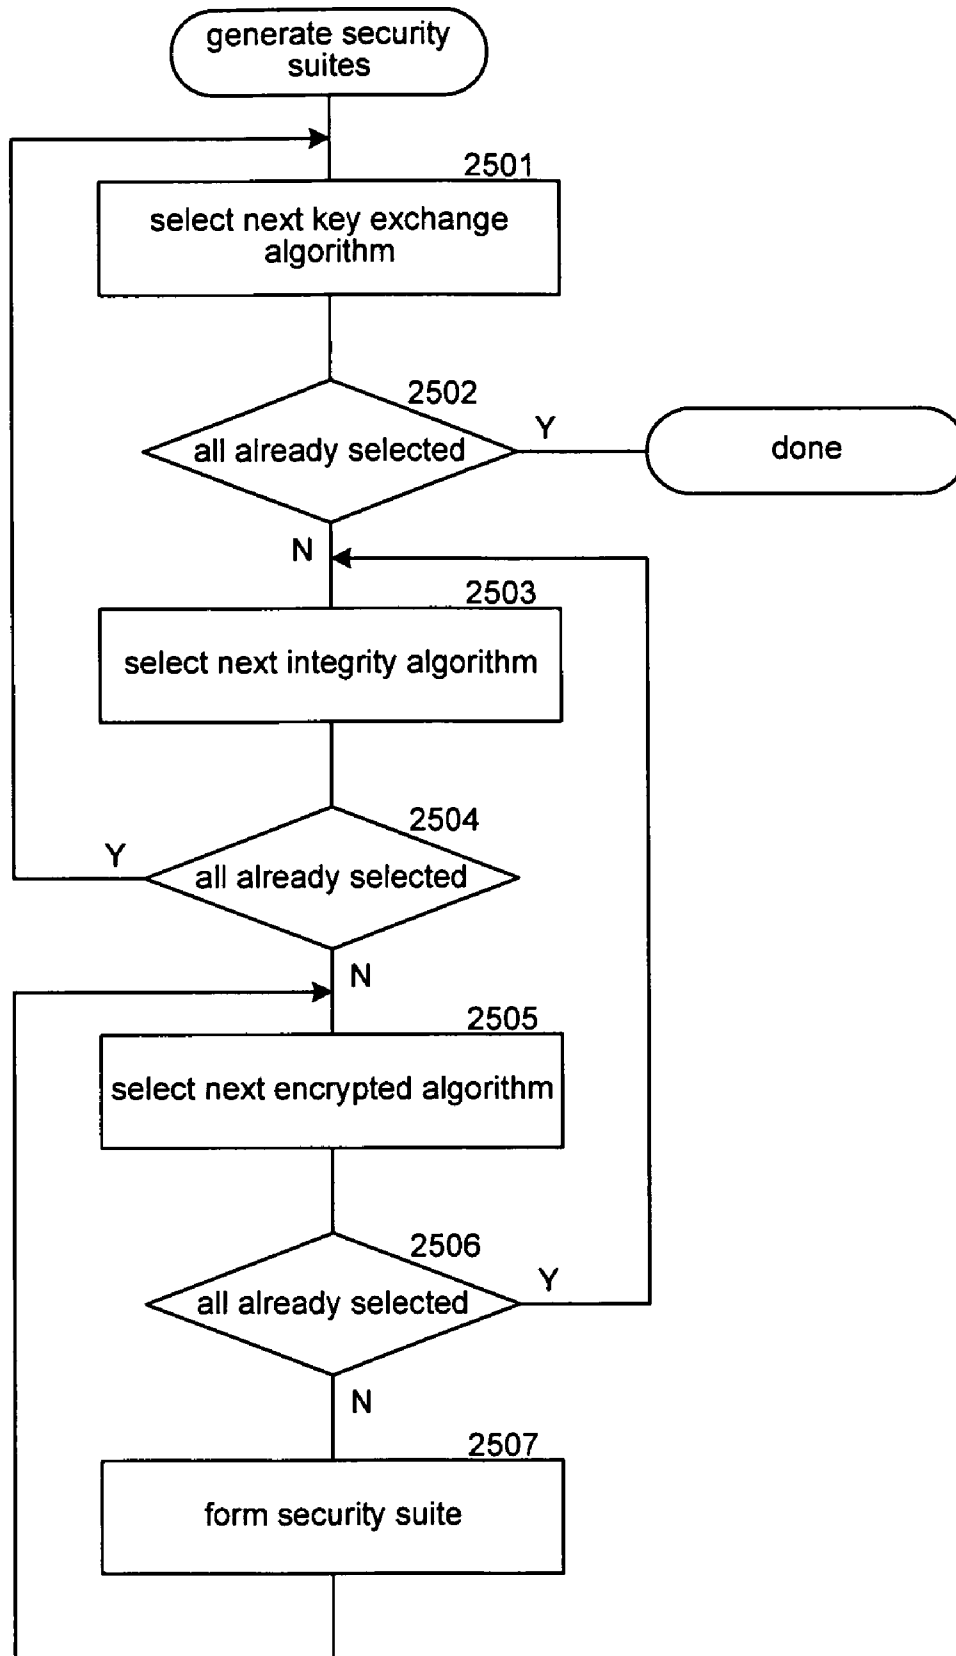 generate security
suites
2501
select next key exchange
algorithm
2502
all already selected
Y
done
N
2503
select next integrity algorithm
2504
Y
all already selected
N
2505
select next encrypted algorithm
2506
all already selected
Y
N
2507
form security suite